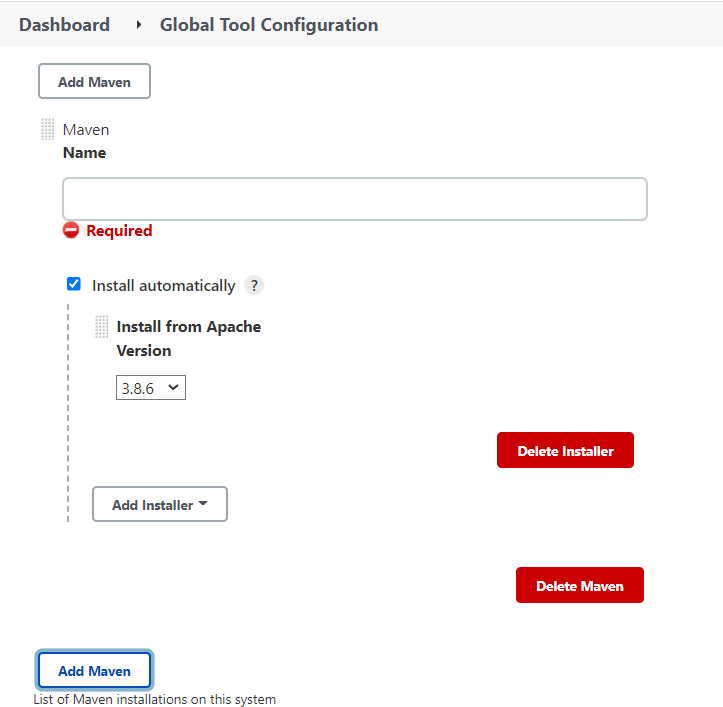 Dashboard Global Tool Configuration
Add Maven
Maven
Name
Required
Install automatically ?
Install from Apache
Version
3.8.6
Delete Installer
Add Installer
Delete Maven
Add Maven
List of Maven installations on this system